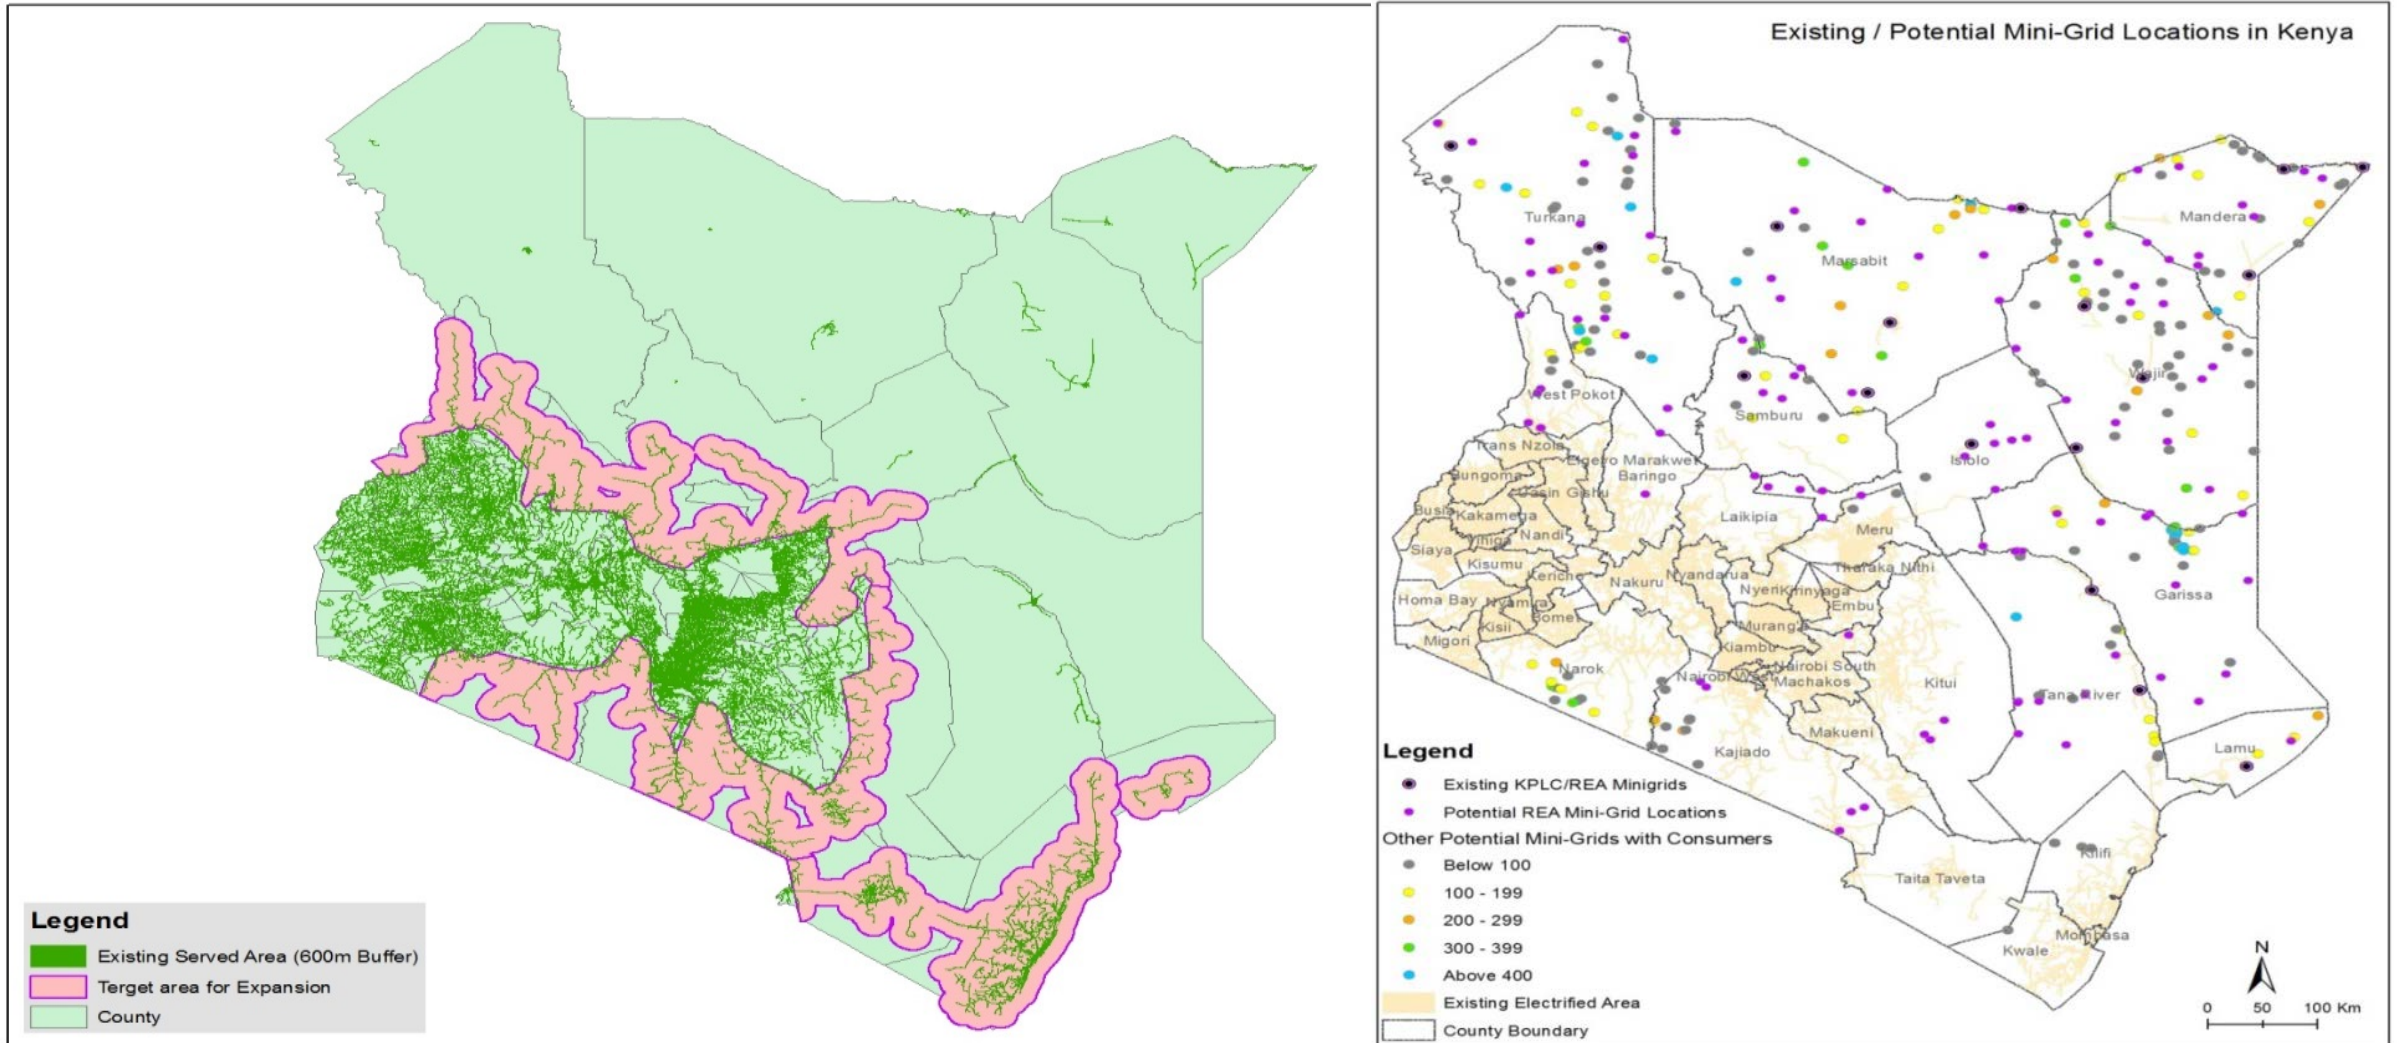 Legend
Existing Served Area (600m Buffer)
Terget area for Expansion
County
Existing / Potential Mini-Grid Locations in Kenya
Turkana
Mandera
Marsabit
Wajir
West Pokot
Samburu
Trans Nzoia
Isiolo
Elgeyo Marakwet
Bungoma
Baringo
Uasin Gishu
Busia
Kakamega
Laikipia
Meru
Nandi
Vihiga
Siaya
Kisumu
Kericho
Tharaka Nithi
Nyandarua
Nakuru
Nyeri
Kirinyaga
Garissa
Homa Bay
Nyamira
Embu
Bomet
Kisii
Murang'a
Migori
Kiambu
Narok
Nairobi South
Nairobi West
Machakos
Kitui
Tana River
Makueni
Kajiado
Lamu
Kilifi
Taita Taveta
Mombasa
Kwale
Legend
Existing KPLC/REA Minigrids
Potential REA Mini-Grid Locations
Other Potential Mini-Grids with Consumers
Below 100
100 - 199
200 - 299
300 - 399
Above 400
Existing Electrified Area
County Boundary
N
0 50 100 Km